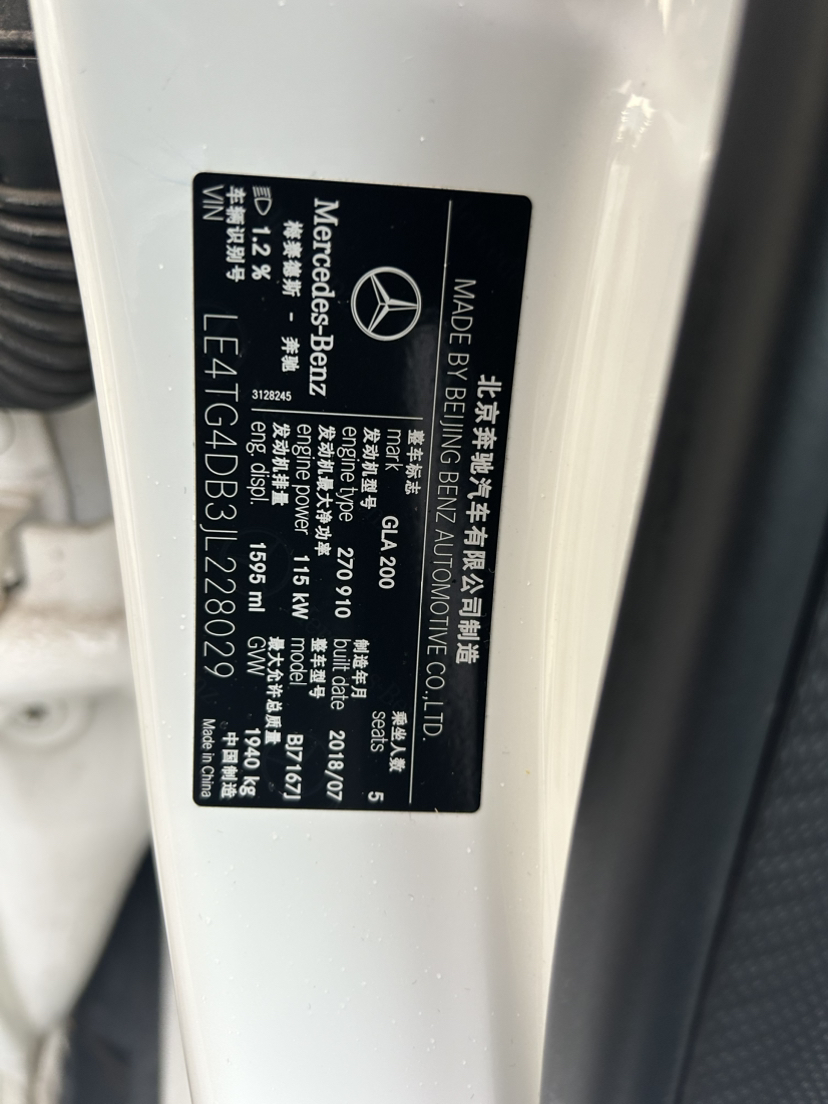 北京奔驰汽车有限公司制造
MADE BY BEIJING BENZ AUTOMOTIVE CO.,LTD.
Mercedes-Benz
梅赛德斯 - 奔驰
1.2 %
3128245
整车标志
mark GLA 200
发动机型号
engine type 270 910
发动机最大净功率
engine power 115 kW
发动机排量
eng. displ. 1595 ml
乘坐人数
seats 5
制造年月
built date 2018/07
整车型号
model BJ7167J
最大允许总质量
GVW 1940 kg
车辆识别号
VIN LE4TG4DB3JL228029
中国制造
Made in China